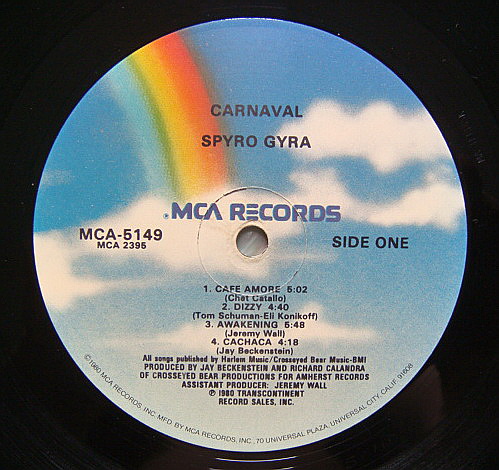 CARNAVAL
SPYRO GYRA
MCA RECORDS
MCA-5149
MCA 2395
SIDE ONE
1. CAFE AMORE 5:02
(Chet Catallo)
2. DIZZY 4:40
(Tom Schuman-Eli Konikoff)
3. AWAKENING 5:48
(Jeremy Wall)
4. CACHACA 4:18
(Jay Beckenstein)
All songs published by Harlem Music/Crosseyed Bear Music-BMI
PRODUCED BY JAY BECKENSTEIN AND RICHARD CALANDRA
OF CROSSEYED BEAR PRODUCTIONS FOR AMHERST RECORDS
ASSISTANT PRODUCER: JEREMY WALL
℗ 1980 TRANSCONTINENT
RECORD SALES, INC.
©1980 MCA RECORDS, INC. MFG. BY MCA RECORDS, INC., 70 UNIVERSAL PLAZA, UNIVERSAL CITY, CALIF. 91608